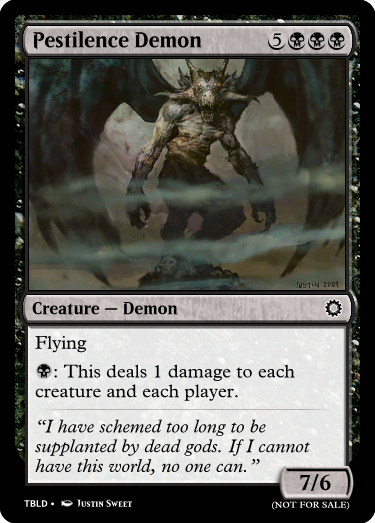 Pestilence Demon 5
JUSTIN 2009
Creature — Demon
Flying
: This deals 1 damage to each
creature and each player.
“I have schemed too long to be
supplanted by dead gods. If I cannot
have this world, no one can.”
7/6
TBLD • Justin Sweet (NOT FOR SALE)